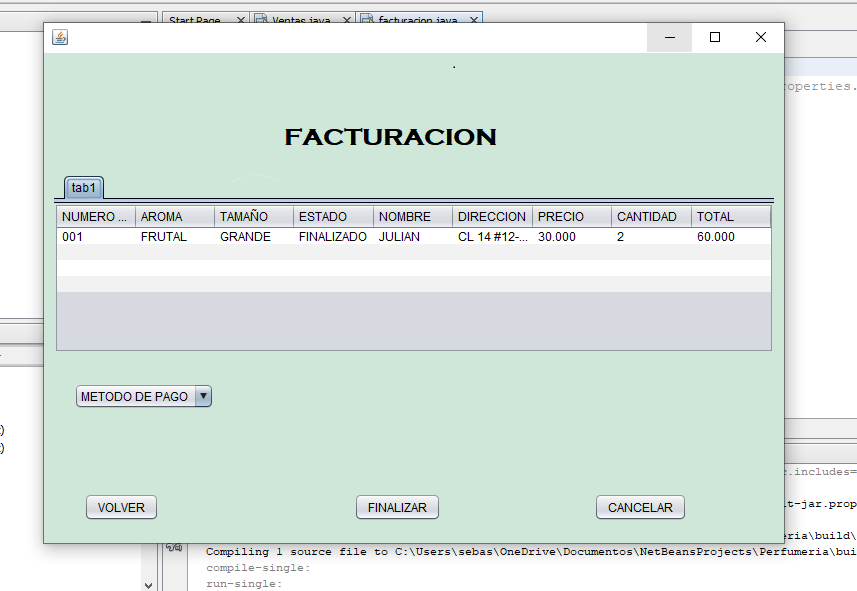 Start Page Ventas.java facturacion.java
.
operties.
FACTURACION
tab1
NUMERO ... AROMA TAMAÑO ESTADO NOMBRE DIRECCION PRECIO CANTIDAD TOTAL
001 FRUTAL GRANDE FINALIZADO JULIAN CL 14 #12-... 30.000 2 60.000
METODO DE PAGO
)
)
.includes=
VOLVER FINALIZAR CANCELAR
t-jar.prop
eria\build\
Compiling 1 source file to C:\Users\sebas\OneDrive\Documentos\NetBeansProjects\Perfumeria\bui
compile-single:
run-single: